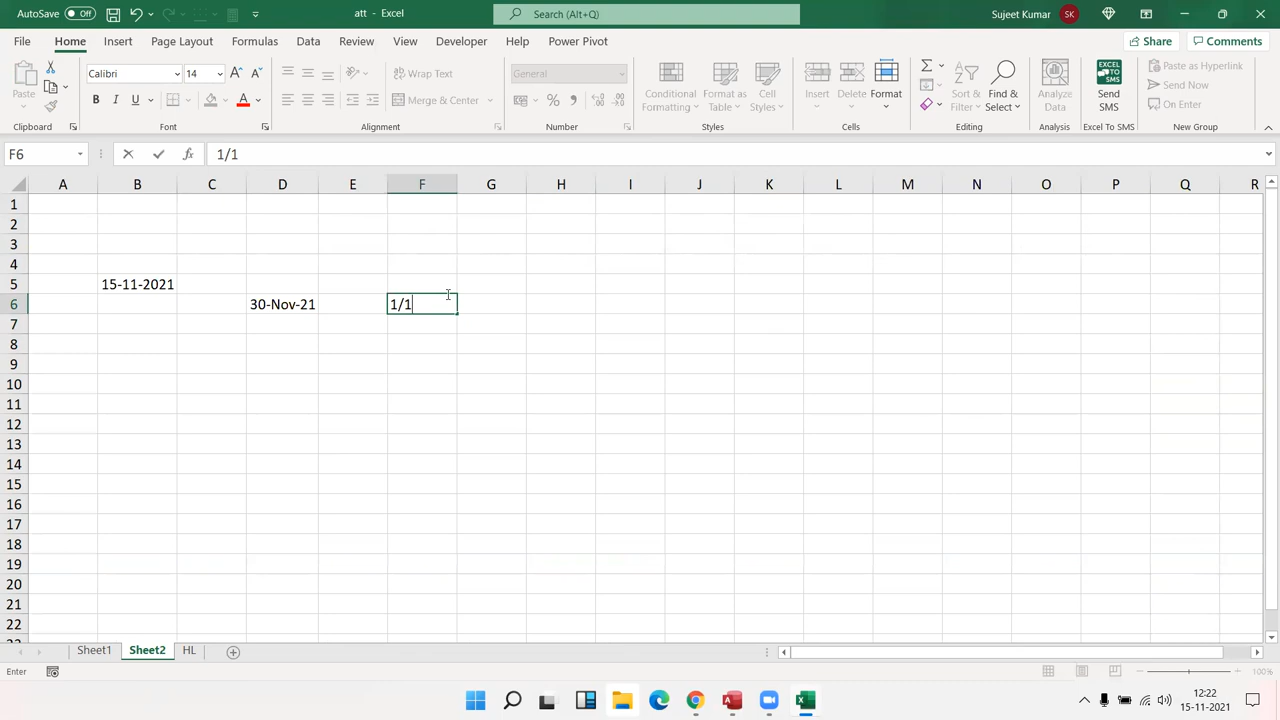 AutoSave Off
att - Excel
Search (Alt+Q)
Sujeet Kumar SK
File Home Insert Page Layout Formulas Data Review View Developer Help Power Pivot
Share Comments
Paste
Calibri 14
B I U
Wrap Text
Merge & Center
General
Conditional Formatting
Format as Table
Cell Styles
Insert Delete Format
Sort & Filter
Find & Select
Analyze Data
EXCEL TO SMS
Send SMS
Paste as Hyperlink
Send Now
On Enter
Clipboard Font Alignment Number Styles Cells Editing Analysis Excel To SMS New Group
F6 fx 1/1
A B C D E F G H I J K L M N O P Q R
1
2
3
4
5 15-11-2021
6 30-Nov-21 1/1
7
8
9
10
11
12
13
14
15
16
17
18
19
20
21
22
Sheet1 Sheet2 HL
Enter
100%
12:22
15-11-2021